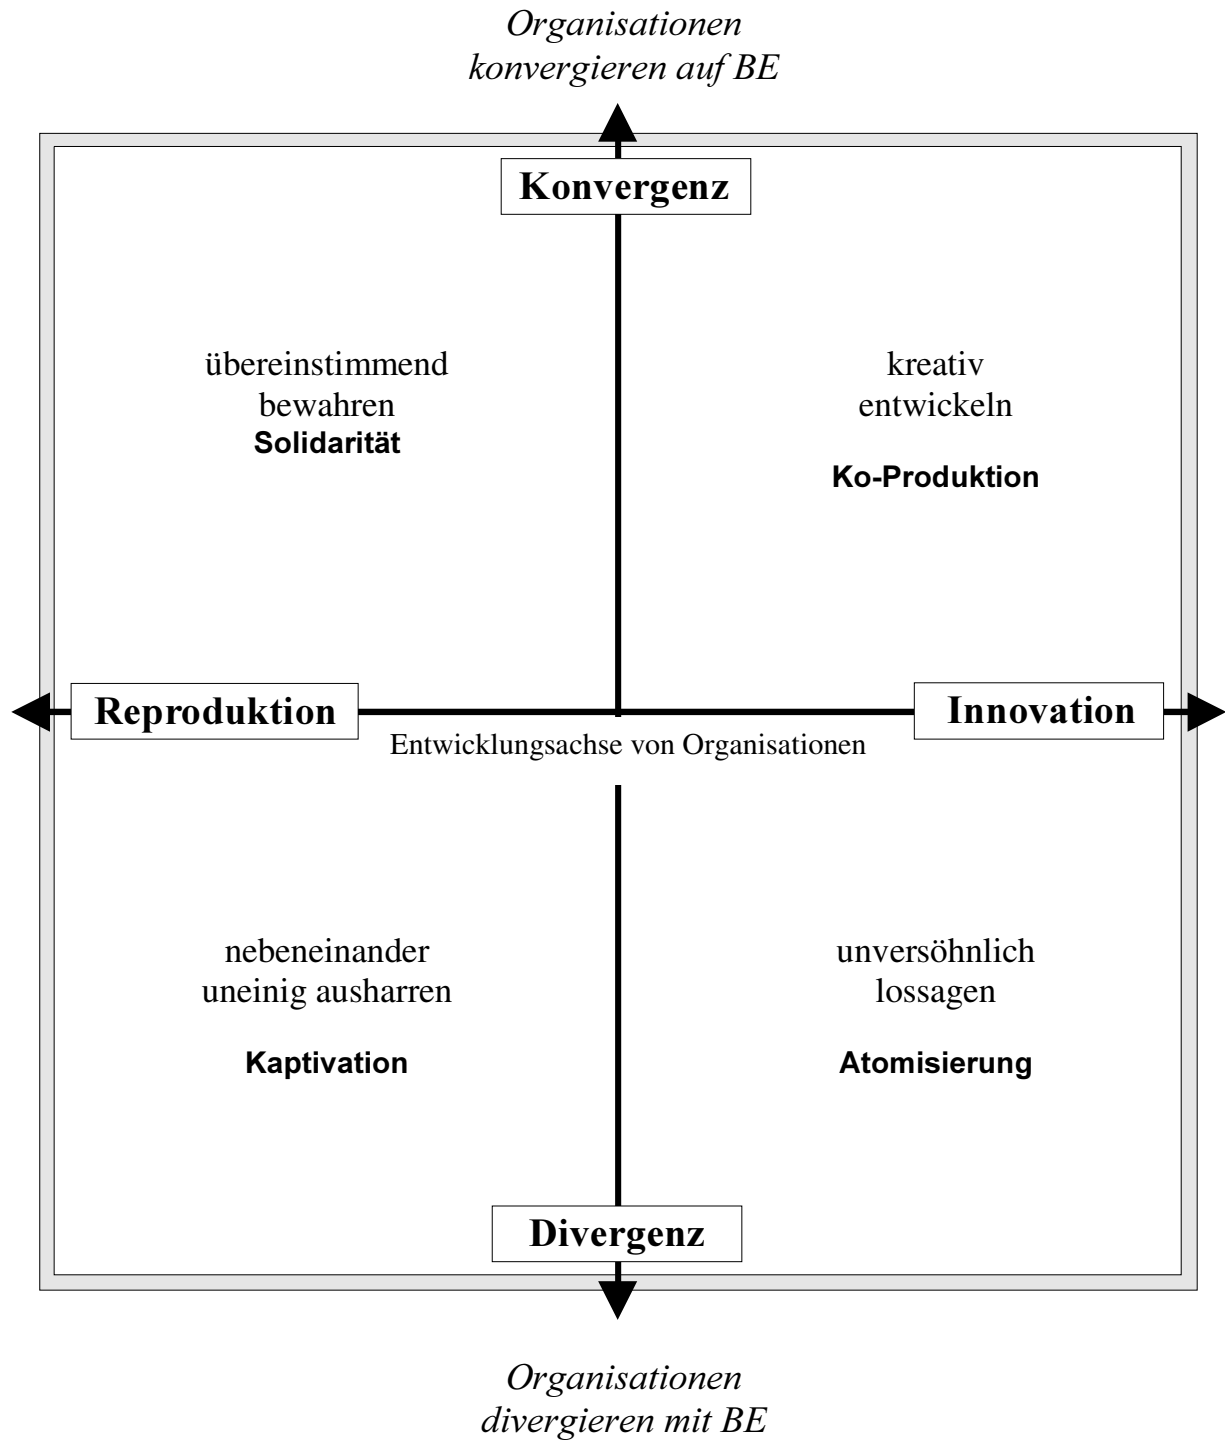 Organisationen
konvergieren auf BE
Konvergenz
übereinstimmend
bewahren
Solidarität
kreativ
entwickeln
Ko-Produktion
Reproduktion
Innovation
Entwicklungsachse von Organisationen
nebeneinander
uneinig ausharren
Kaptivation
unversöhnlich
lossagen
Atomisierung
Divergenz
Organisationen
divergieren mit BE